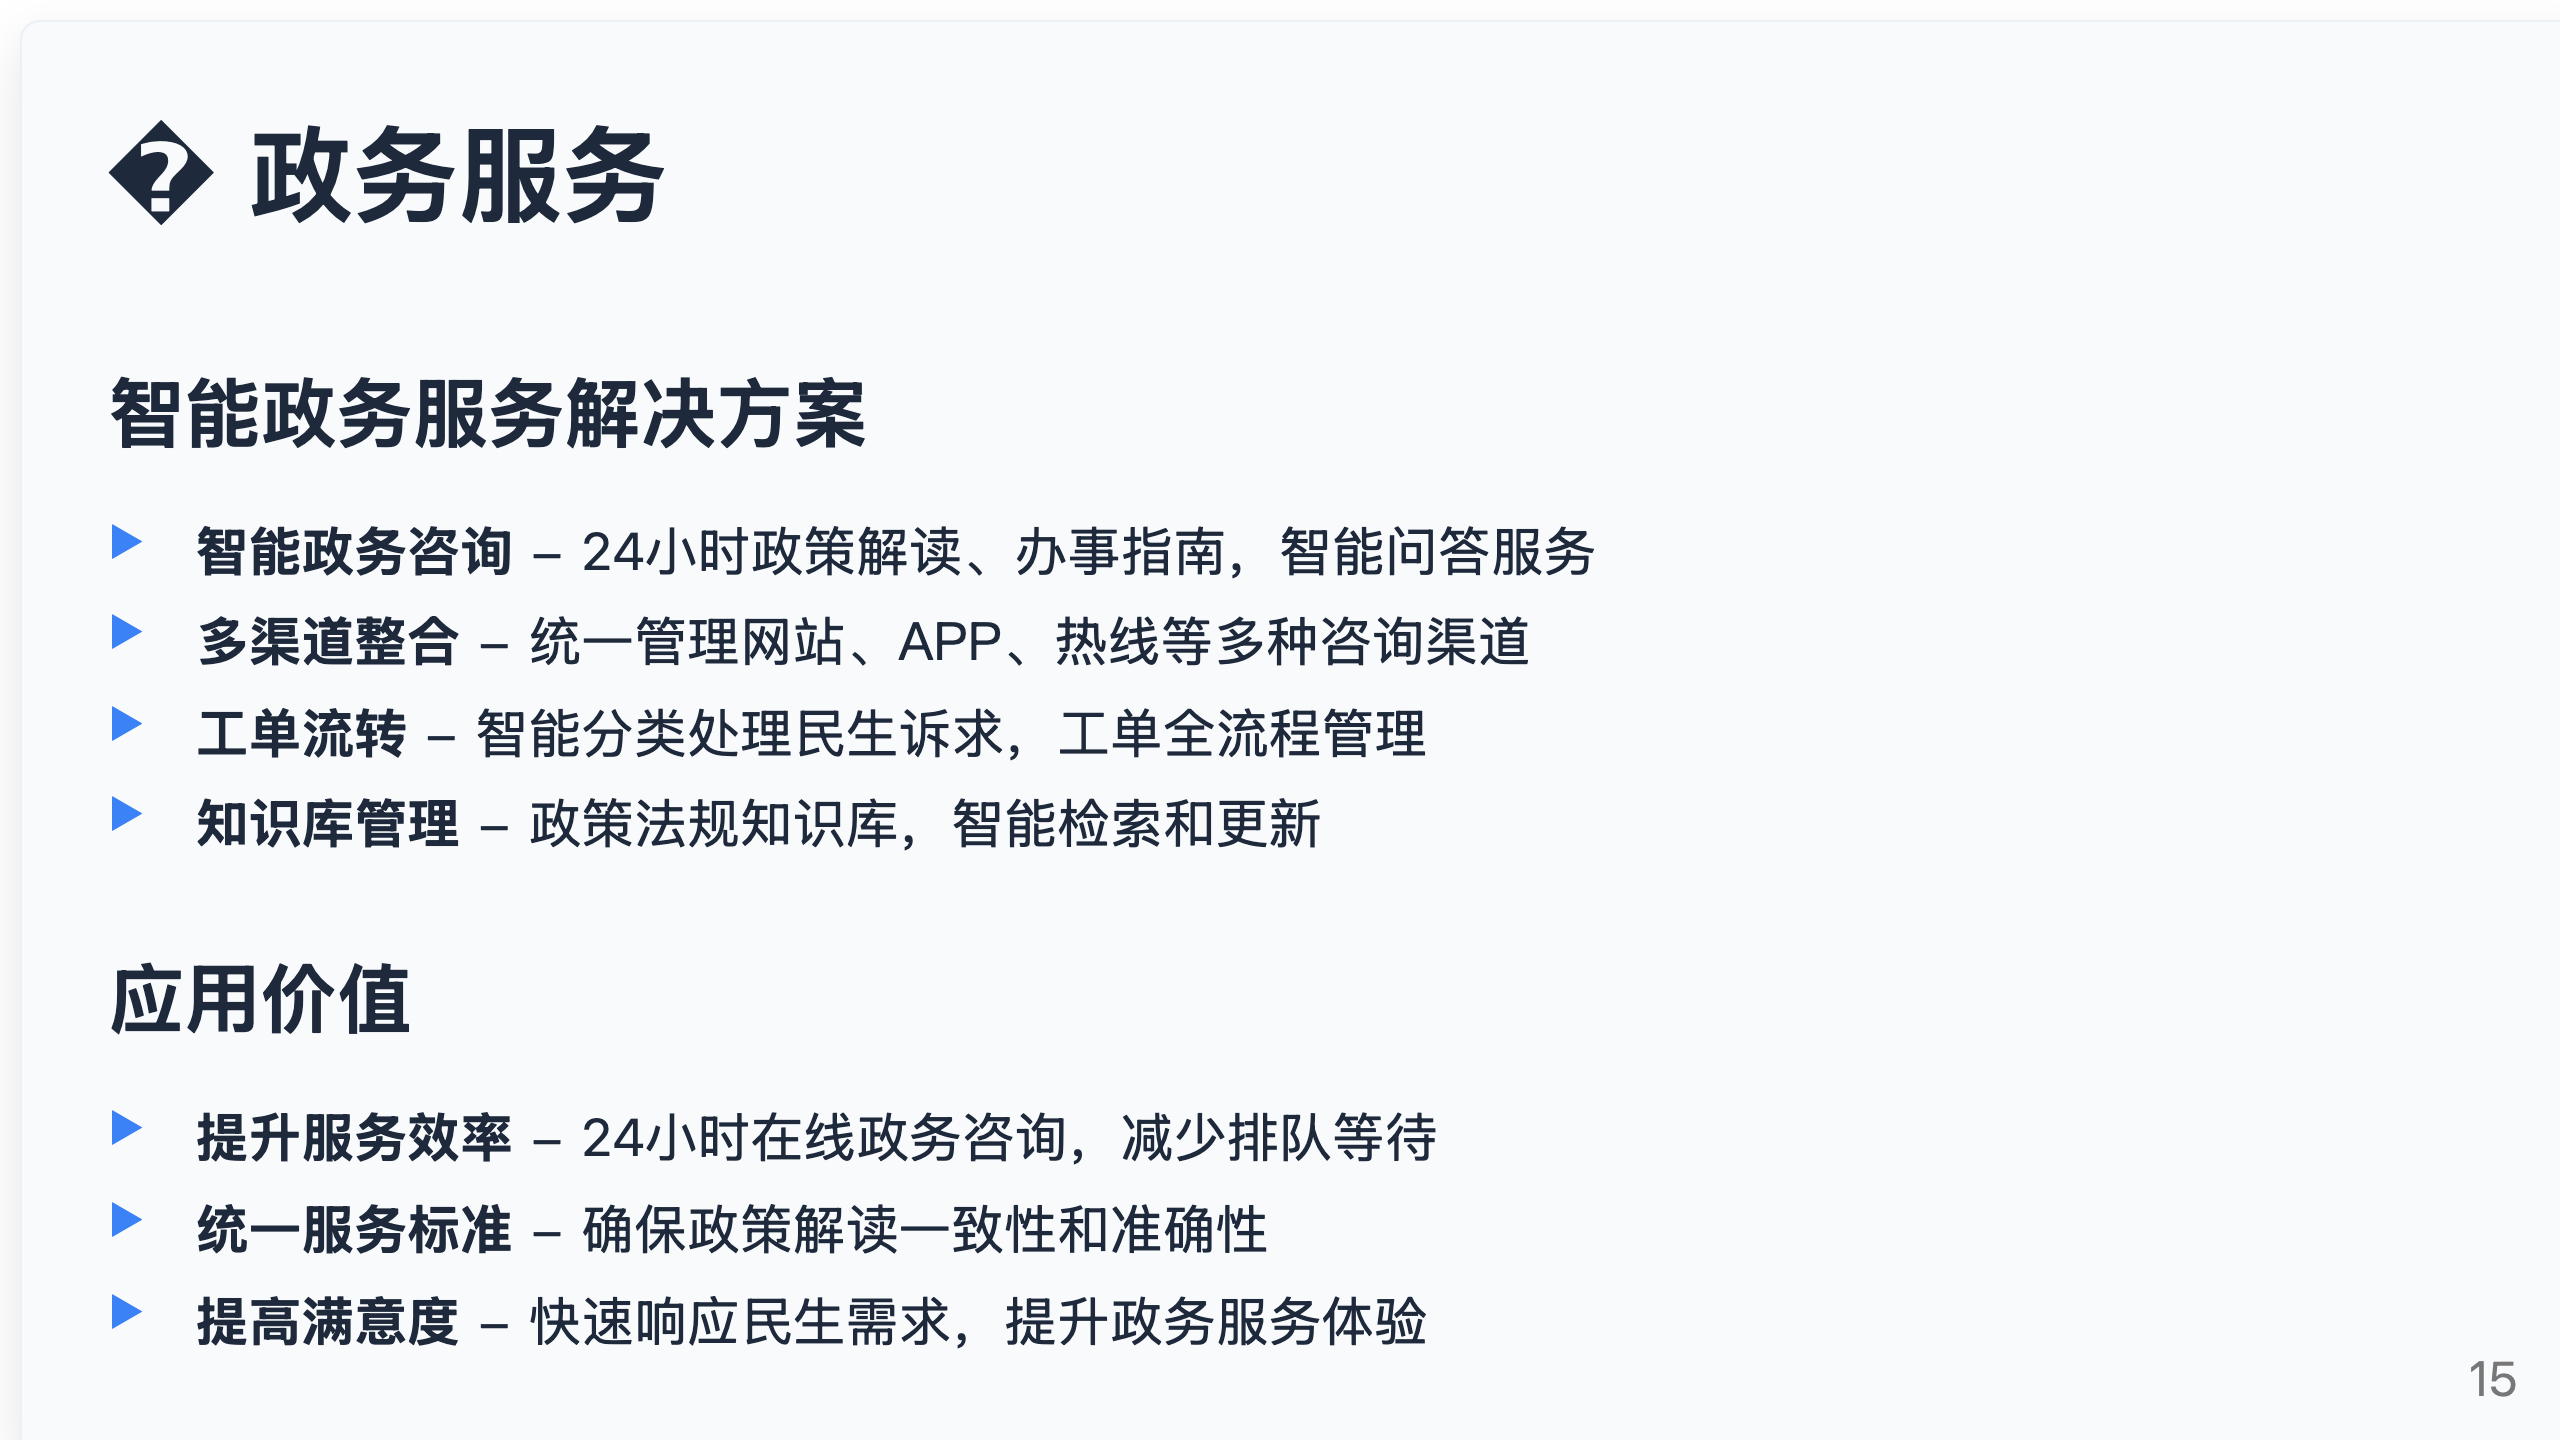 � 政务服务
智能政务服务解决方案
智能政务咨询 – 24小时政策解读、办事指南，智能问答服务
多渠道整合 – 统一管理网站、APP、热线等多种咨询渠道
工单流转 – 智能分类处理民生诉求，工单全流程管理
知识库管理 – 政策法规知识库，智能检索和更新
应用价值
提升服务效率 – 24小时在线政务咨询，减少排队等待
统一服务标准 – 确保政策解读一致性和准确性
提高满意度 – 快速响应民生需求，提升政务服务体验
15